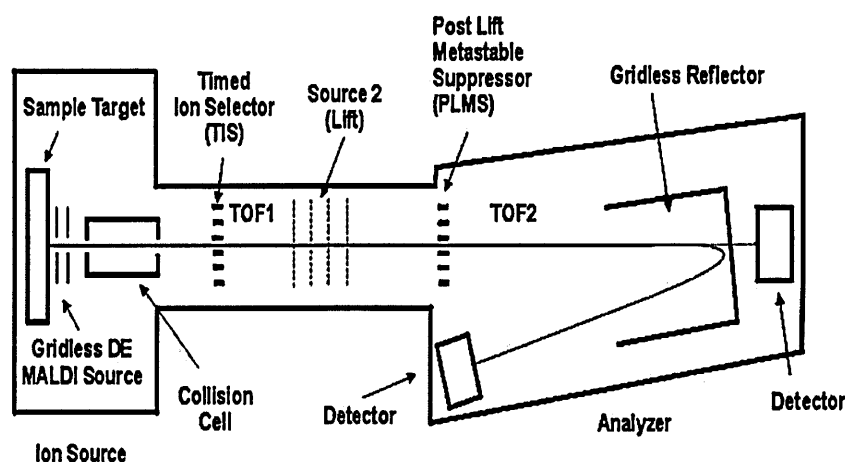 Post Lift
Metastable
Suppressor
(PLMS)
Timed
Ion Selector
(TIS)
Source 2
(Lift)
Gridless Reflector
Sample Target
TOF1
TOF2
Gridless DE
MALDI Source
Collision
Cell
Detector
Detector
Analyzer
Ion Source